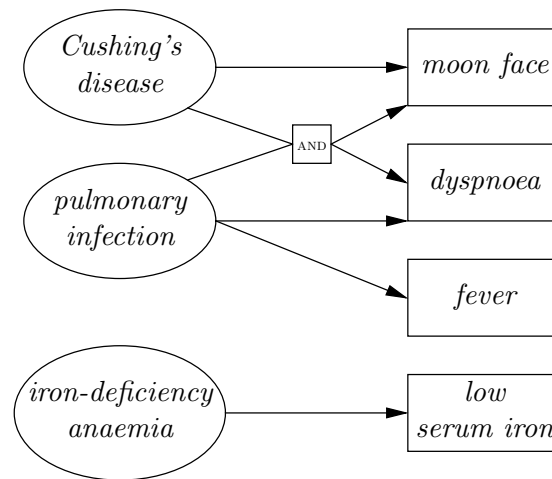 Cushing's
disease
moon face
AND
dyspnoea
pulmonary
infection
fever
iron-deficiency
anaemia
low
serum iron